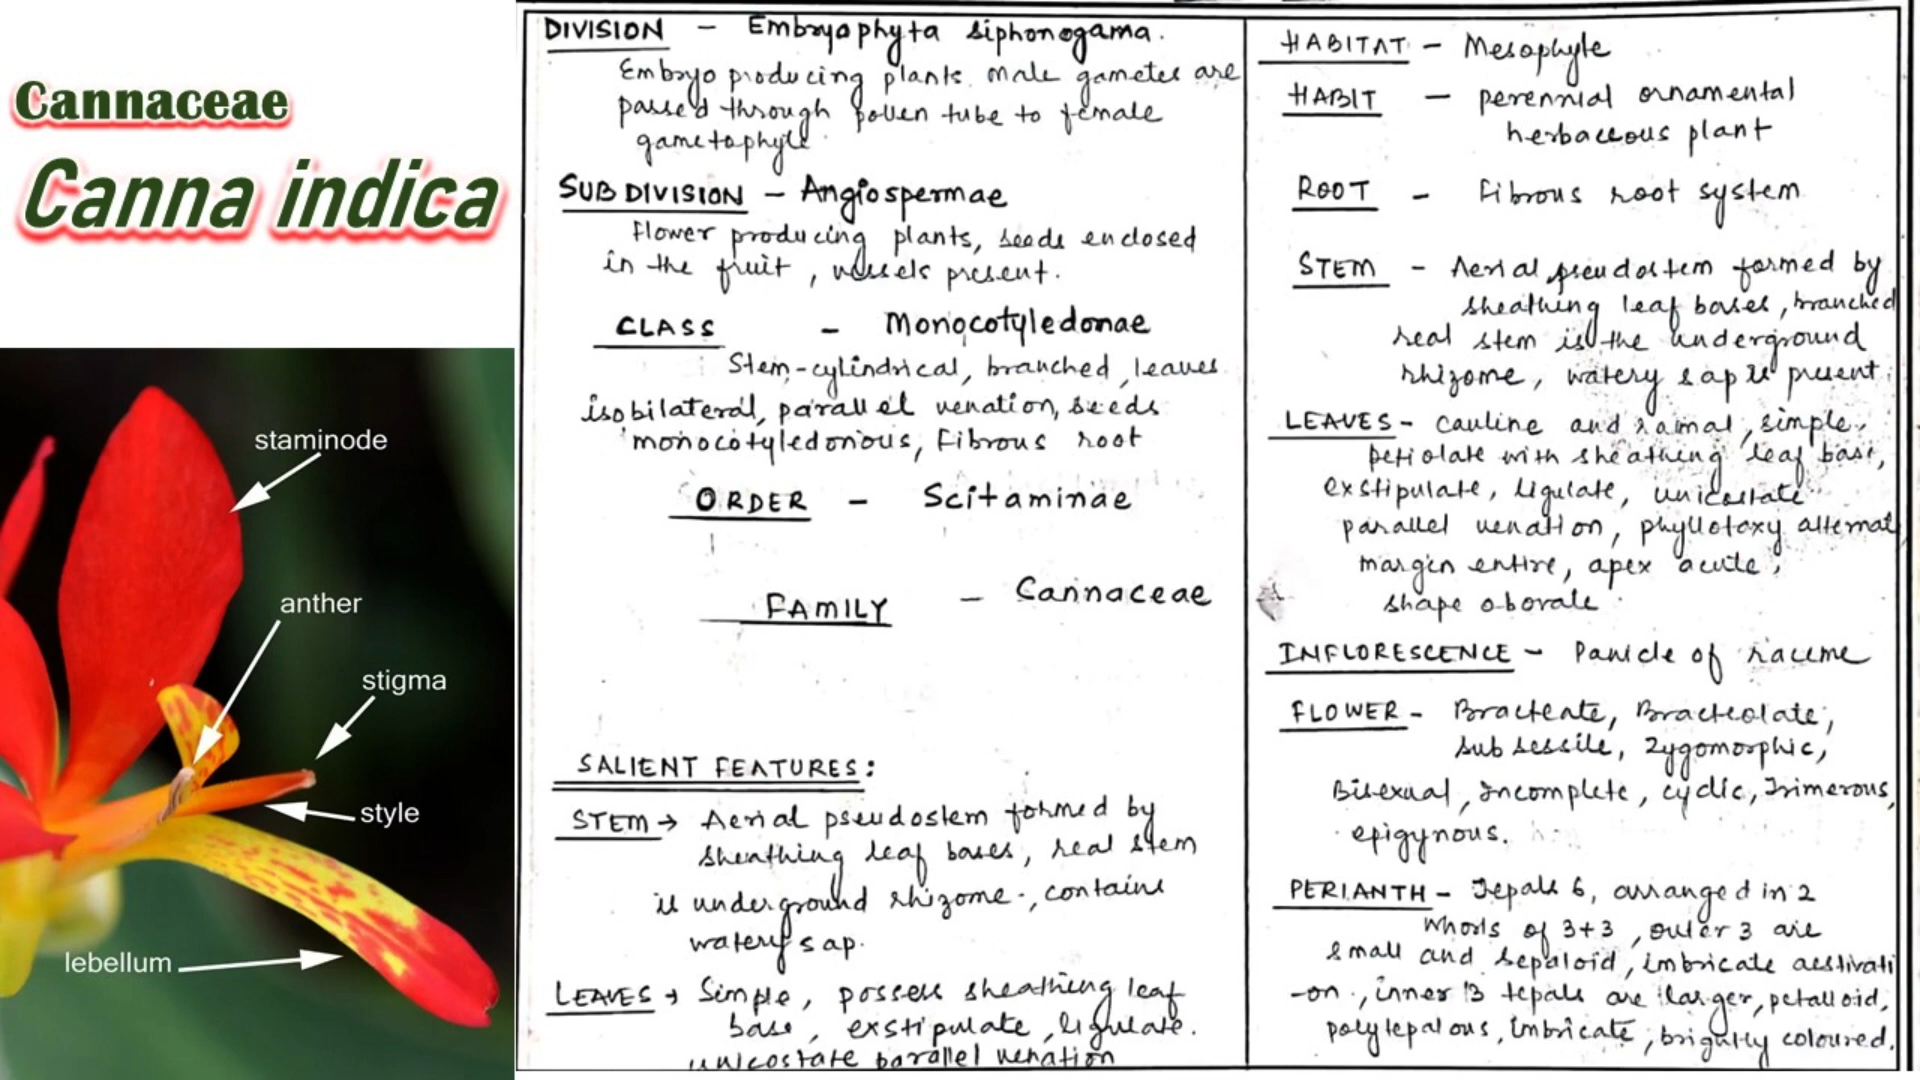 Cannaceae
Canna indica
staminode
anther
stigma
style
lebellum
DIVISION - Embryophyta siphonogama.
Embryo producing plants. male gametes are
passed through pollen tube to female
gametophyte
SUB DIVISION - Angiospermae
flower producing plants, seeds enclosed
in the fruit, vessels present.
CLASS - Monocotyledonae
Stem-cylindrical, branched, leaves
isobilateral, parallel venation, seeds
monocotyledonous, Fibrous root
ORDER - Scitaminae
FAMILY - Cannaceae
SALIENT FEATURES:
STEM → Aerial pseudostem formed by
sheathing leaf bases, real stem
is underground rhizome., contains
watery sap.
LEAVES → Simple, possess sheathing leaf
base, exstipulate, ligulate.
unicostate parallel venation
HABITAT - Mesophyte
HABIT - perennial ornamental
herbaceous plant
ROOT - Fibrous root system
STEM - Aerial pseudostem formed by
sheathing leaf bases, branched
real stem is the underground
rhizome, watery sap is present.
LEAVES - cauline and ramal, simple,
petiolate with sheathing leaf base,
exstipulate, ligulate, unicostate
parallel venation, phyllotaxy alternat
margin entire, apex acute,
shape oborate
INFLORESCENCE - Panicle of raceme
FLOWER - Bracteate, Bracteolate,
sub sessile, Zygomorphic,
Bisexual, Incomplete, cyclic, Trimerous,
epigynous.
PERIANTH - Tepals 6, arranged in 2
whorls of 3+3, outer 3 are
small and sepaloid, imbricate aestivati
-on., inner 3 tepals are larger, petalloid,
polytepalous, imbricate, brightly coloured.